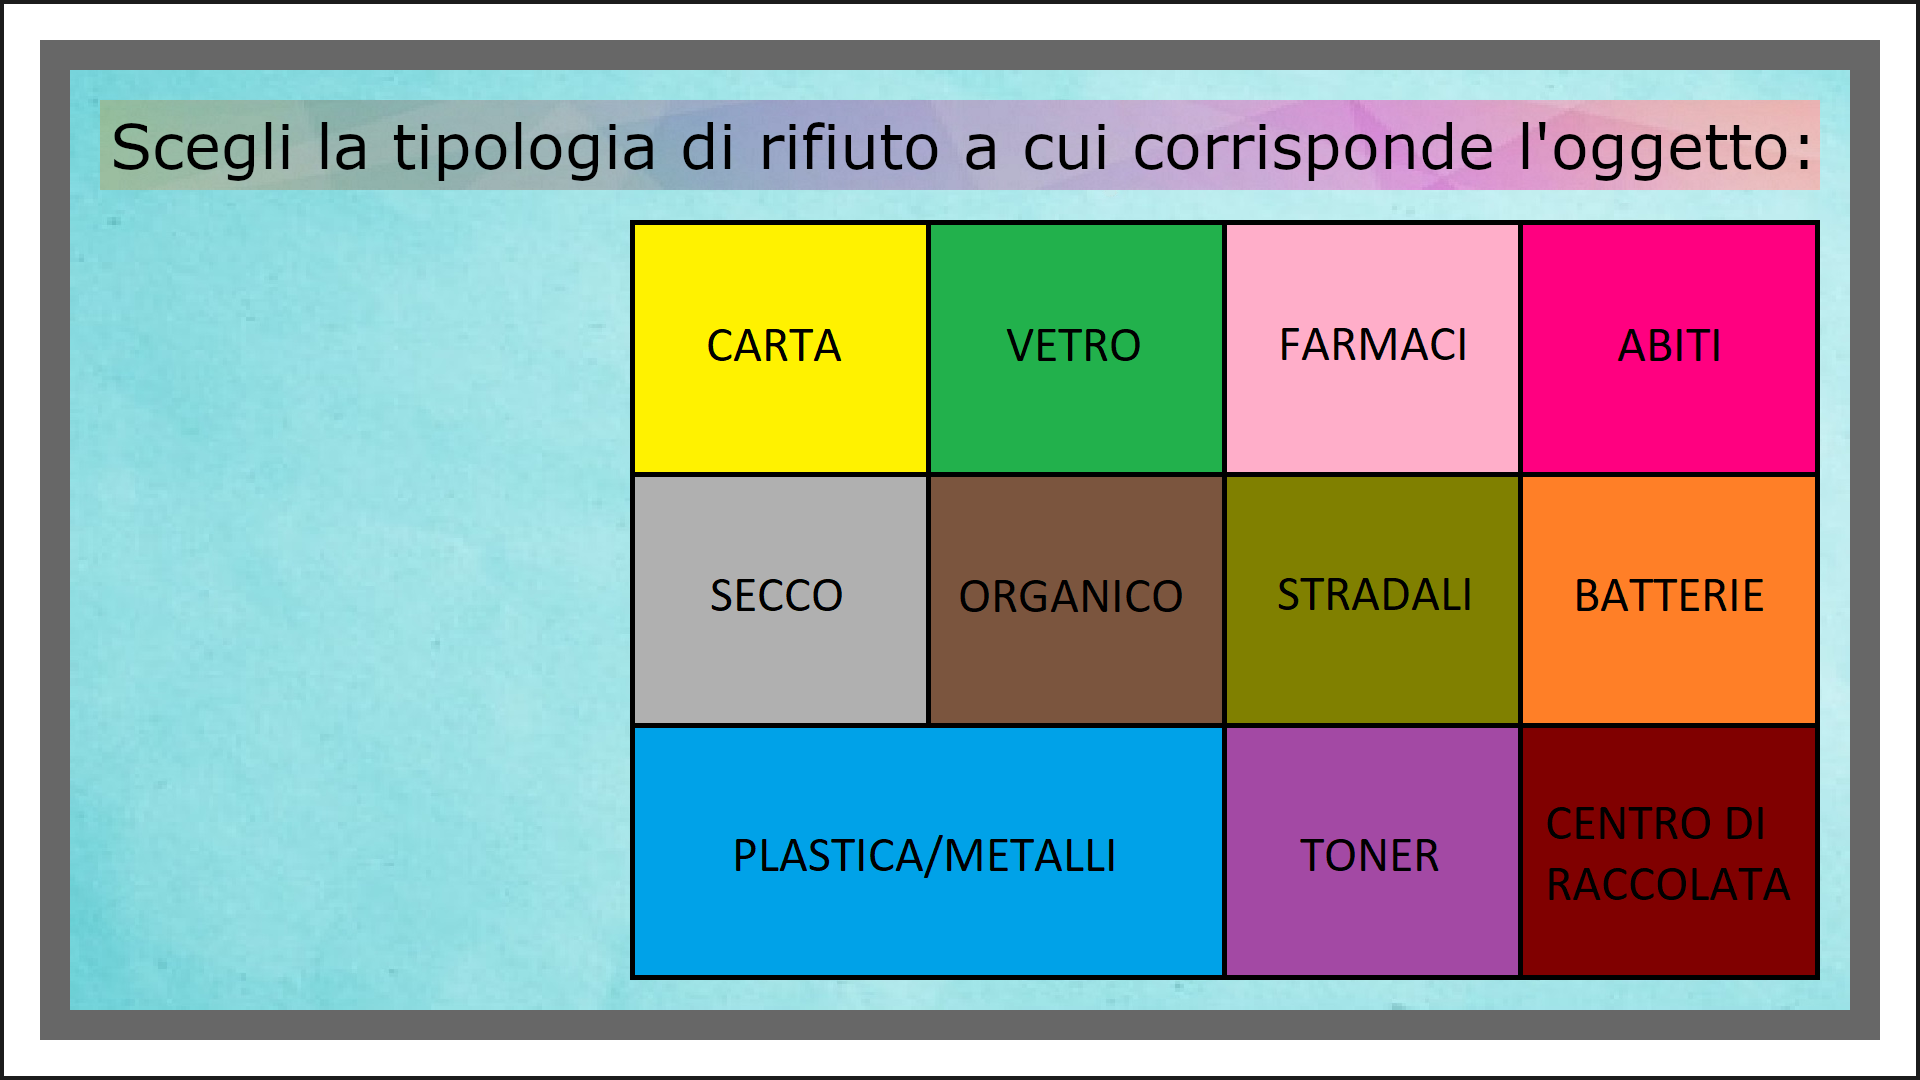 Scegli la tipologia di rifiuto a cui corrisponde l'oggetto:
CARTA
VETRO
FARMACI
ABITI
SECCO
ORGANICO
STRADALI
BATTERIE
PLASTICA/METALLI
TONER
CENTRO DI
RACCOLATA